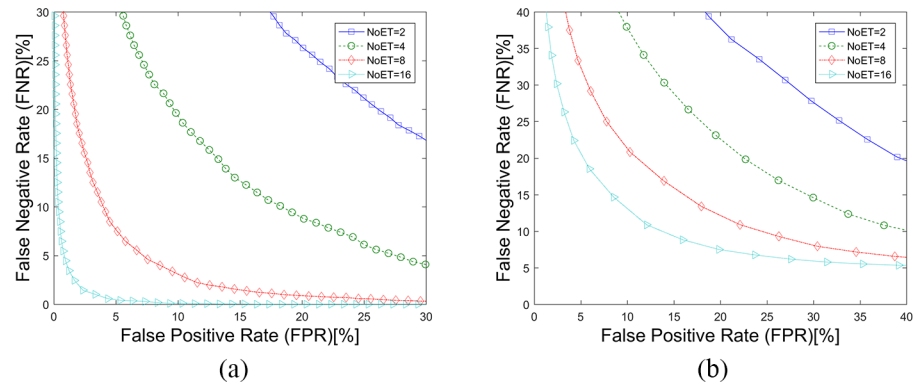 30
25
20
15
10
5
0
False Negative Rate (FNR)[%]
0 5 10 15 20 25 30
False Positive Rate (FPR)[%]
NoET=2
NoET=4
NoET=8
NoET=16
(a)
40
35
30
25
20
15
10
5
0
False Negative Rate (FNR)[%]
0 5 10 15 20 25 30 35 40
False Positive Rate (FPR)[%]
NoET=2
NoET=4
NoET=8
NoET=16
(b)